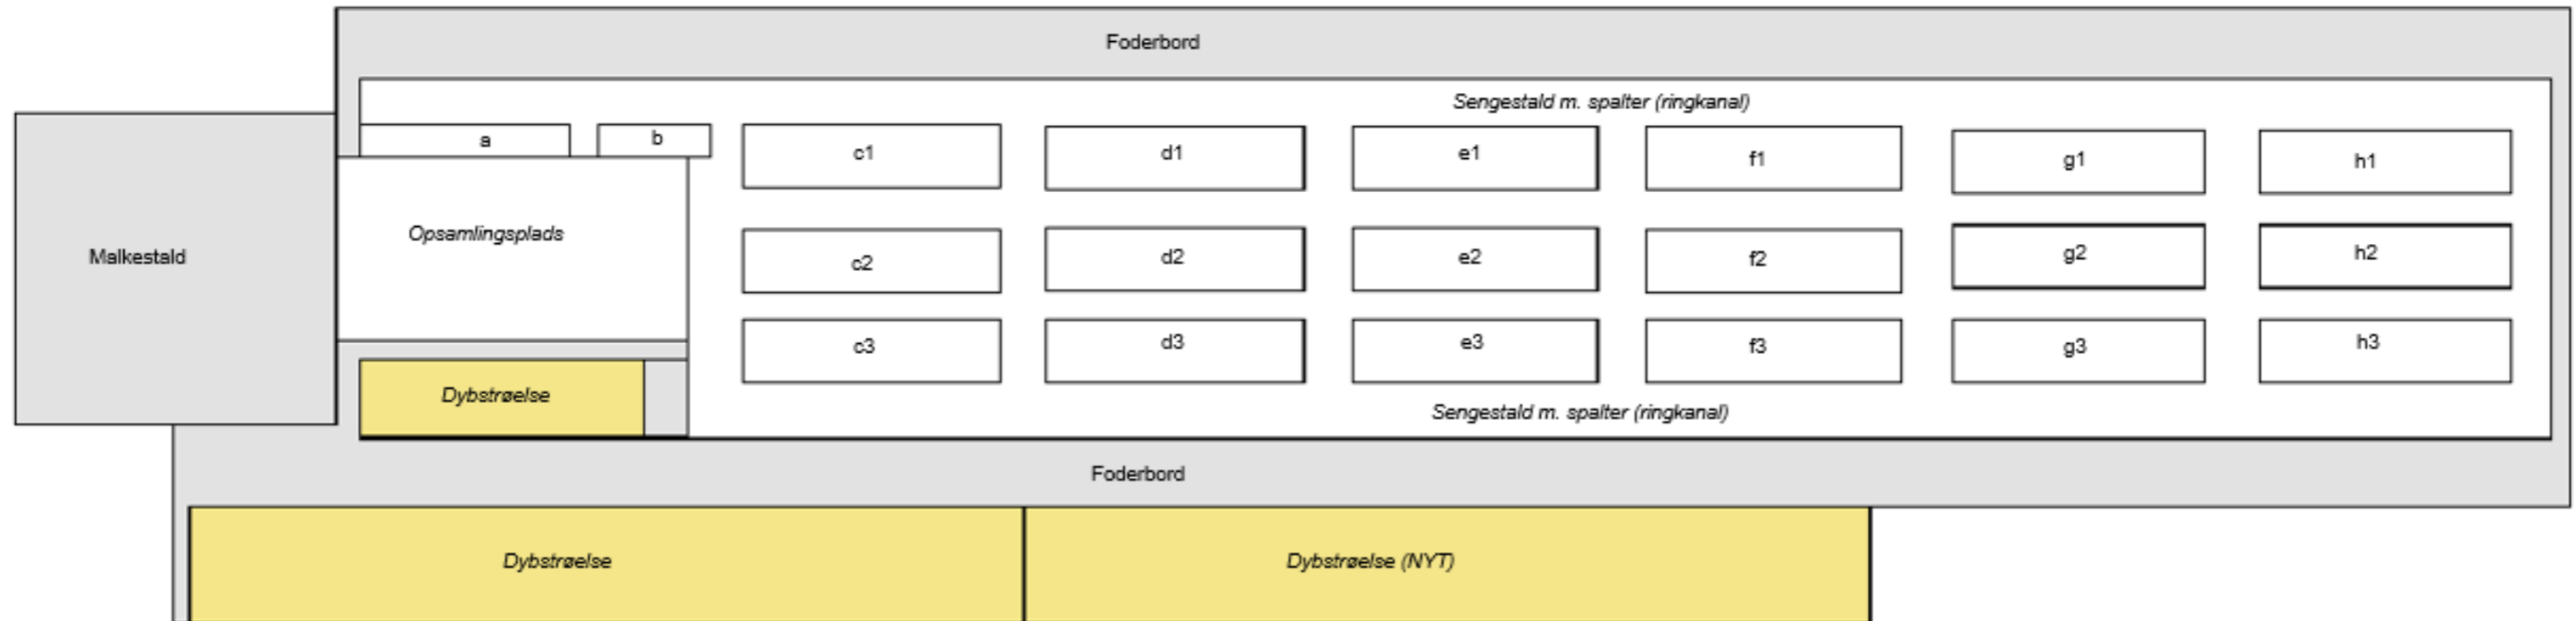 Foderbord
Sengestald m. spalter (ringkanal)
a
b
c1
d1
e1
f1
g1
h1
Opsamlingsplads
Malkestald
c2
d2
e2
f2
g2
h2
c3
d3
e3
f3
g3
h3
Dybstrøelse
Sengestald m. spalter (ringkanal)
Foderbord
Dybstrøelse
Dybstrøelse (NYT)